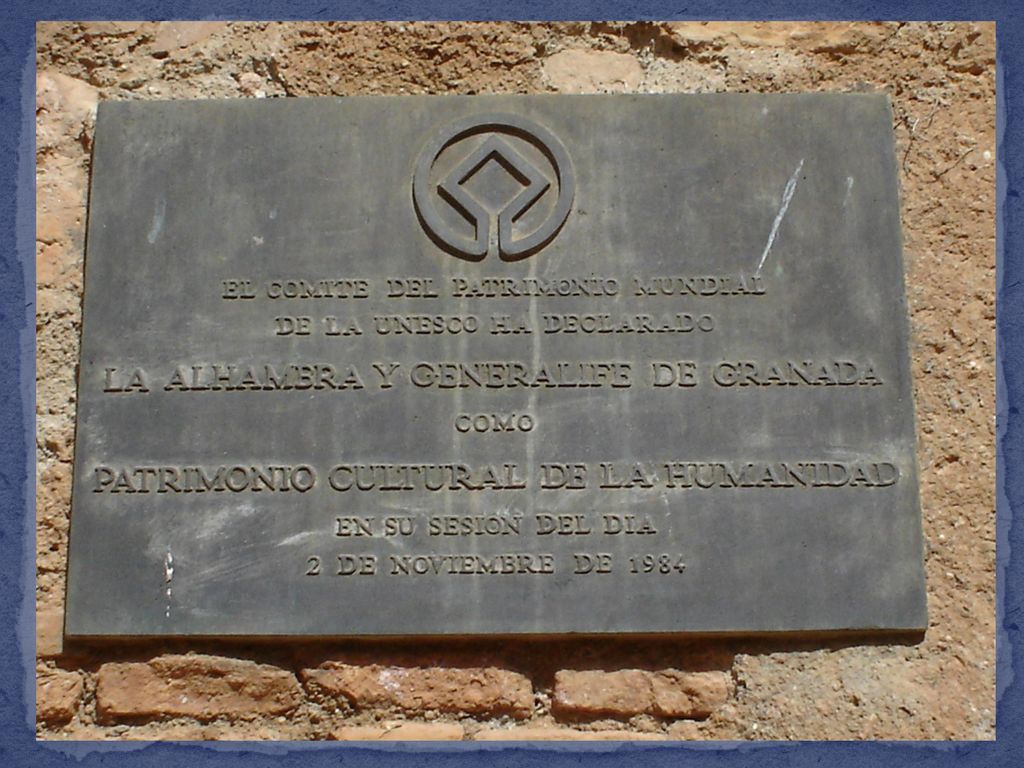 EL COMITE DEL PATRIMONIO MUNDIAL
DE LA UNESCO HA DECLARADO
LA ALHAMBRA Y GENERALIFE DE GRANADA
COMO
PATRIMONIO CULTURAL DE LA HUMANIDAD
EN SU SESION DEL DIA
2 DE NOVIEMBRE DE 1984